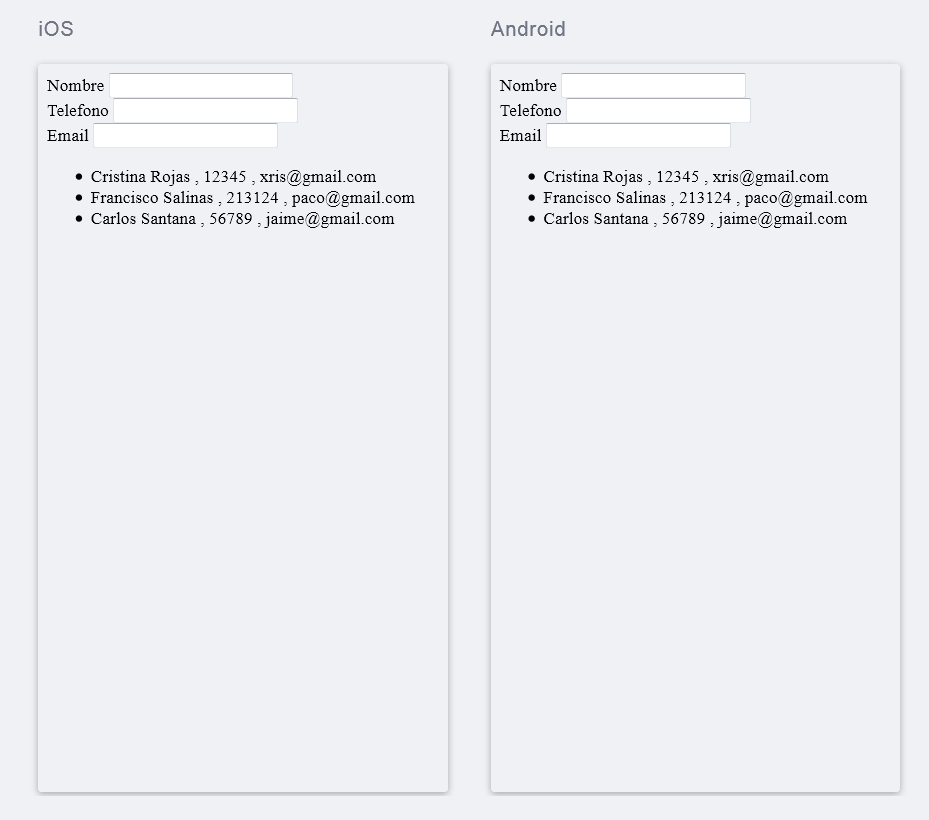 iOS
Nombre
Telefono
Email
Cristina Rojas , 12345 , xris@gmail.com
Francisco Salinas , 213124 , paco@gmail.com
Carlos Santana , 56789 , jaime@gmail.com
Android
Nombre
Telefono
Email
Cristina Rojas , 12345 , xris@gmail.com
Francisco Salinas , 213124 , paco@gmail.com
Carlos Santana , 56789 , jaime@gmail.com